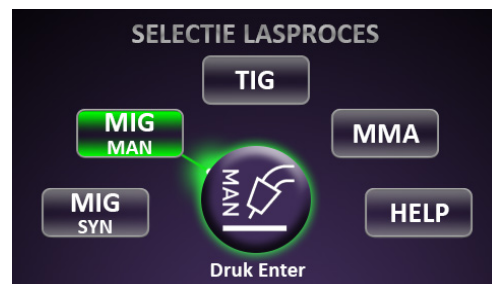 SELECTIE LASPROCES
TIG
MIG
MAN
MMA
MIG
SYN
MAN
HELP
Druk Enter